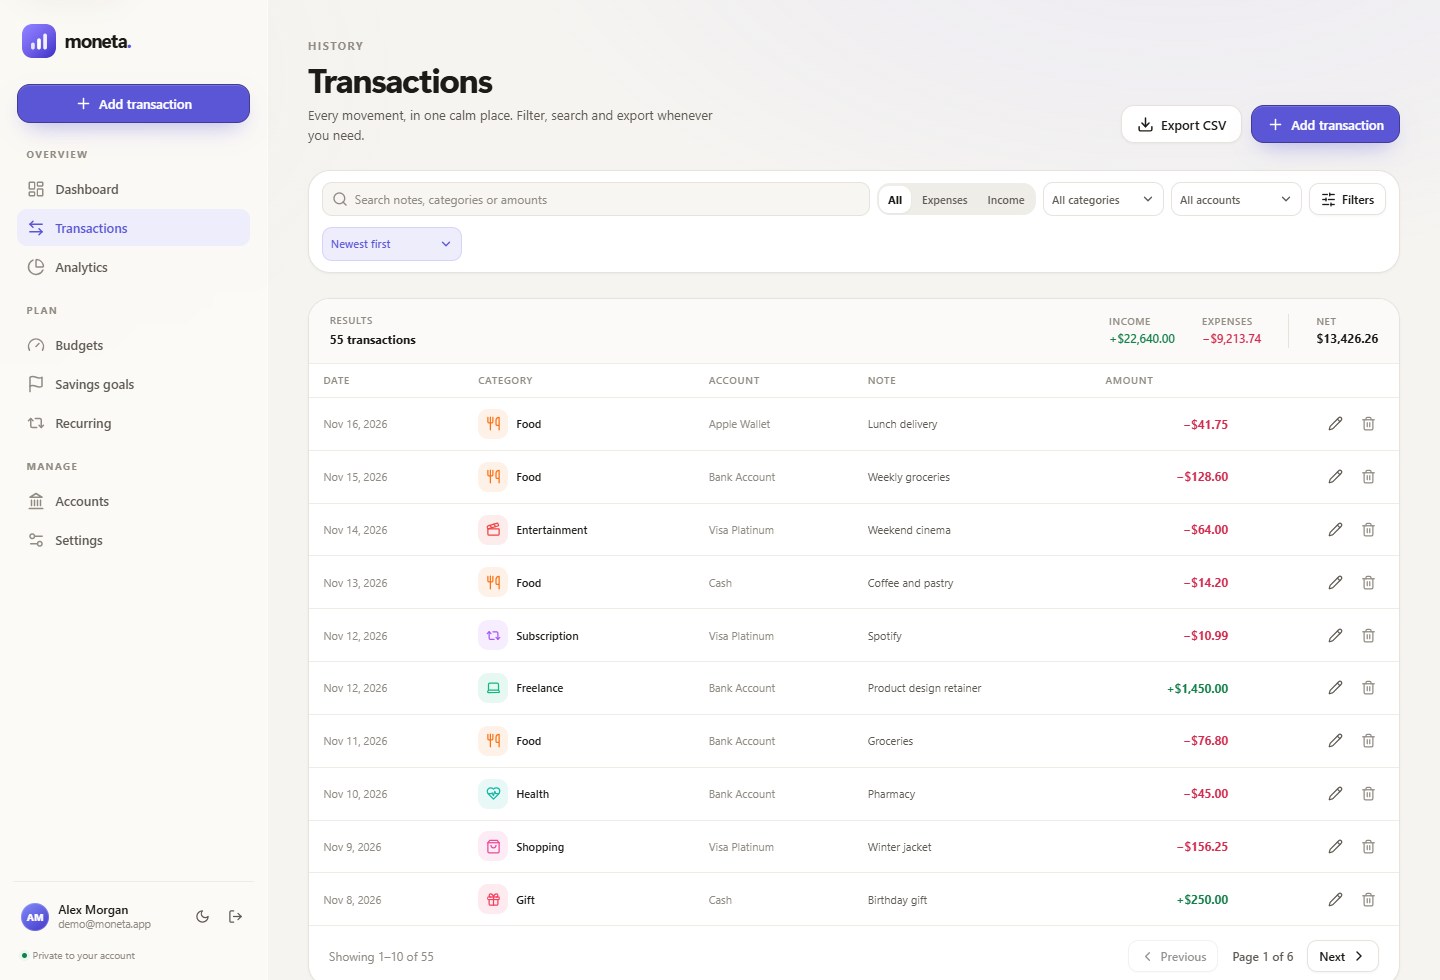 moneta.
Add transaction
OVERVIEW
Dashboard
Transactions
Analytics
PLAN
Budgets
Savings goals
Recurring
MANAGE
Accounts
Settings
AM
Alex Morgan
demo@moneta.app
Private to your account
HISTORY
Transactions
Every movement, in one calm place. Filter, search and export whenever
you need.
Export CSV
Add transaction
Search notes, categories or amounts
All Expenses Income
All categories
All accounts
Filters
Newest first
RESULTS
55 transactions
INCOME
+$22,640.00
EXPENSES
−$9,213.74
NET
$13,426.26
DATE CATEGORY ACCOUNT NOTE AMOUNT
Nov 16, 2026 Food Apple Wallet Lunch delivery −$41.75
Nov 15, 2026 Food Bank Account Weekly groceries −$128.60
Nov 14, 2026 Entertainment Visa Platinum Weekend cinema −$64.00
Nov 13, 2026 Food Cash Coffee and pastry −$14.20
Nov 12, 2026 Subscription Visa Platinum Spotify −$10.99
Nov 12, 2026 Freelance Bank Account Product design retainer +$1,450.00
Nov 11, 2026 Food Bank Account Groceries −$76.80
Nov 10, 2026 Health Bank Account Pharmacy −$45.00
Nov 9, 2026 Shopping Visa Platinum Winter jacket −$156.25
Nov 8, 2026 Gift Cash Birthday gift +$250.00
Showing 1–10 of 55
Previous Page 1 of 6 Next